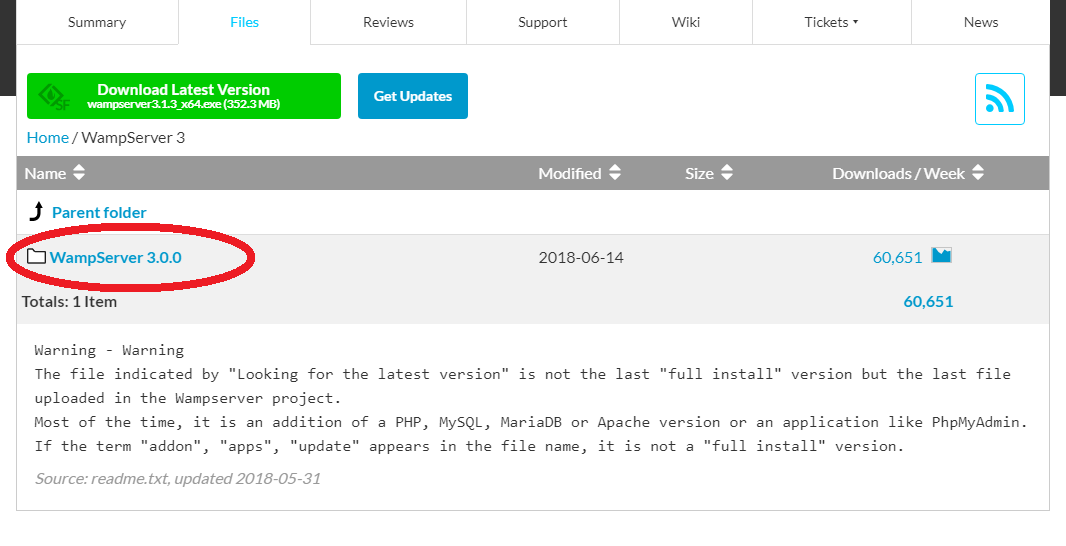 Summary Files Reviews Support Wiki Tickets News
Download Latest Version
wampserver3.1.3_x64.exe (352.3 MB)
SF
Get Updates
Home / WampServer 3
Name Modified Size Downloads / Week
Parent folder
WampServer 3.0.0 2018-06-14 60,651
Totals: 1 Item 60,651
Warning - Warning
The file indicated by "Looking for the latest version" is not the last "full install" version but the last file
uploaded in the Wampserver project.
Most of the time, it is an addition of a PHP, MySQL, MariaDB or Apache version or an application like PhpMyAdmin.
If the term "addon", "apps", "update" appears in the file name, it is not a "full install" version.
Source: readme.txt, updated 2018-05-31